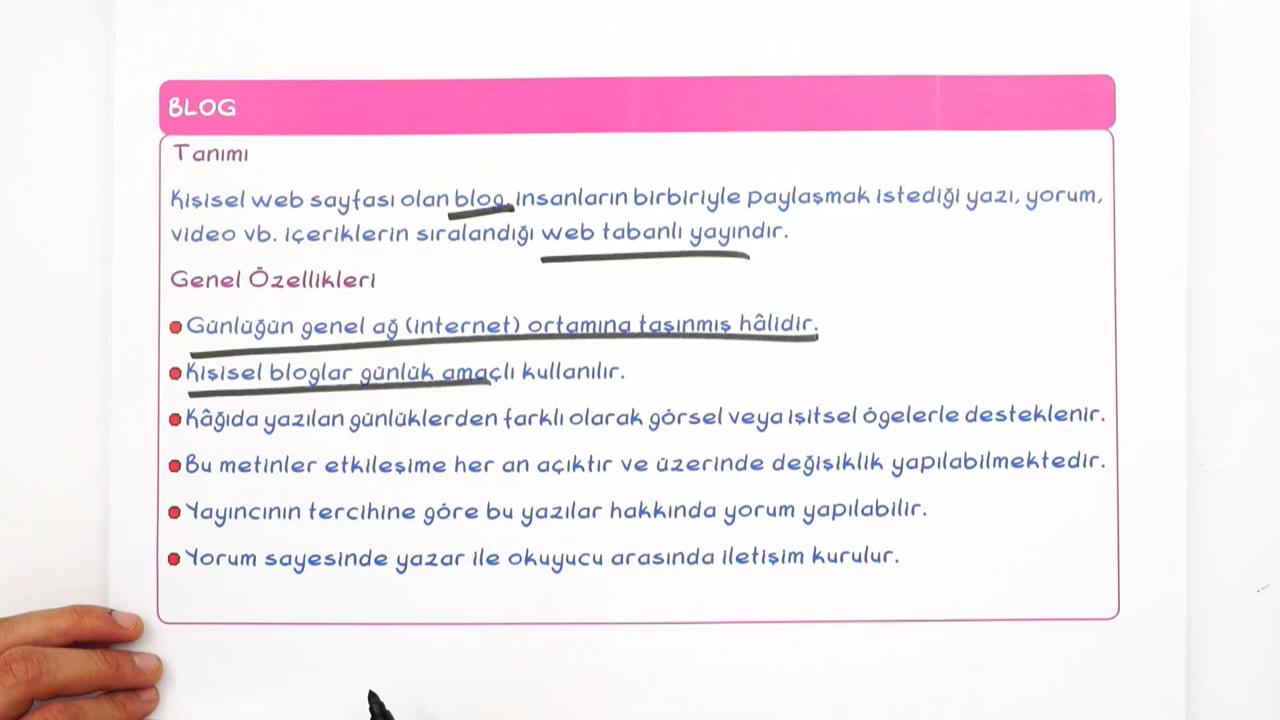 BLOG
Tanımı
Kişisel web sayfası olan blog, insanların birbiriyle paylaşmak istediği yazı, yorum,
video vb. içeriklerin sıralandığı web tabanlı yayındır.
Genel Özellikleri
Günlüğün genel ağ (internet) ortamına taşınmış hâlidir.
Kişisel bloglar günlük amaçlı kullanılır.
Kâğıda yazılan günlüklerden farklı olarak görsel veya işitsel ögelerle desteklenir.
Bu metinler etkileşime her an açıktır ve üzerinde değişiklik yapılabilmektedir.
Yayıncının tercihine göre bu yazılar hakkında yorum yapılabilir.
Yorum sayesinde yazar ile okuyucu arasında iletişim kurulur.